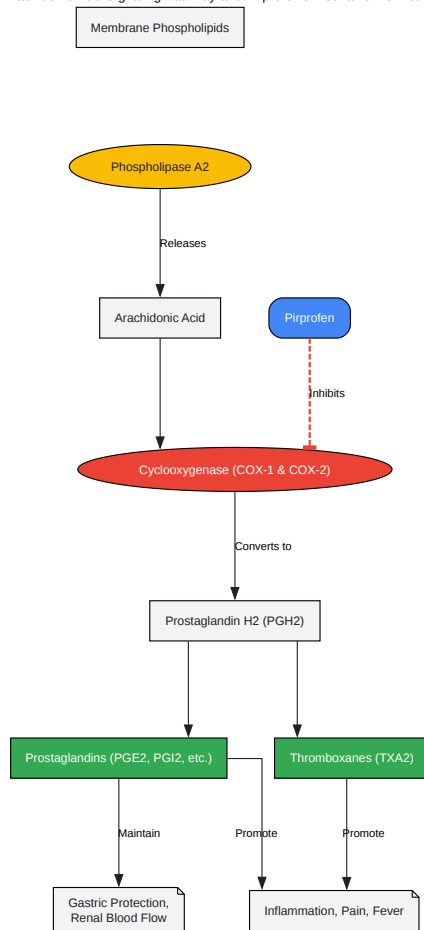 Membrane Phospholipids
Phospholipase A2
Releases
Arachidonic Acid
Pirprofen
Inhibits
Cyclooxygenase (COX-1 & COX-2)
Converts to
Prostaglandin H2 (PGH2)
Prostaglandins (PGE2, PGI2, etc.)
Thromboxanes (TXA2)
Maintain
Promote
Promote
Gastric Protection,
Renal Blood Flow
Inflammation, Pain, Fever